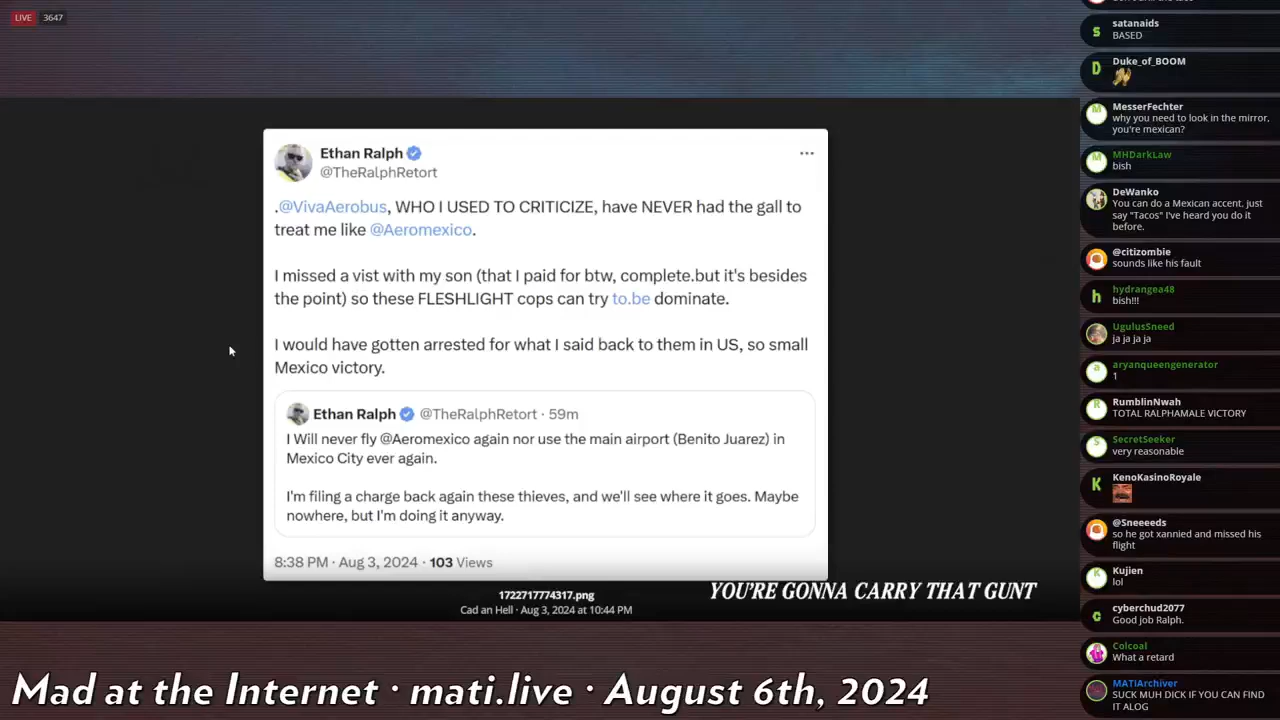 LIVE 3647
Ethan Ralph
@TheRalphRetort
.@VivaAerobus, WHO I USED TO CRITICIZE, have NEVER had the gall to
treat me like @Aeromexico.
I missed a vist with my son (that I paid for btw, complete.but it's besides
the point) so these FLESHLIGHT cops can try to.be dominate.
I would have gotten arrested for what I said back to them in US, so small
Mexico victory.
Ethan Ralph @TheRalphRetort · 59m
I Will never fly @Aeromexico again nor use the main airport (Benito Juarez) in
Mexico City ever again.
I'm filing a charge back again these thieves, and we'll see where it goes. Maybe
nowhere, but I'm doing it anyway.
8:38 PM · Aug 3, 2024 · 103 Views
1722717774317.png
Cad an Hell · Aug 3, 2024 at 10:44 PM
YOU'RE GONNA CARRY THAT GUNT
Mad at the Internet · mati.live · August 6th, 2024
satanaids
BASED
Duke_of_BOOM
MesserFechter
why you need to look in the mirror,
you're mexican?
MHDarkLaw
bish
DeWanko
You can do a Mexican accent. just
say "Tacos" I've heard you do it
before.
@citizombie
sounds like his fault
hydrangea48
bish!!!
UgulusSneed
ja ja ja ja
aryanqueengenerator
1
RumblinNwah
TOTAL RALPHAMALE VICTORY
SecretSeeker
very reasonable
KenoKasinoRoyale
@Sneeeeds
so he got xannied and missed his
flight
Kujien
lol
cyberchud2077
Good job Ralph.
Colcoal
What a retard
MATIArchiver
SUCK MUH DICK IF YOU CAN FIND
IT ALOG